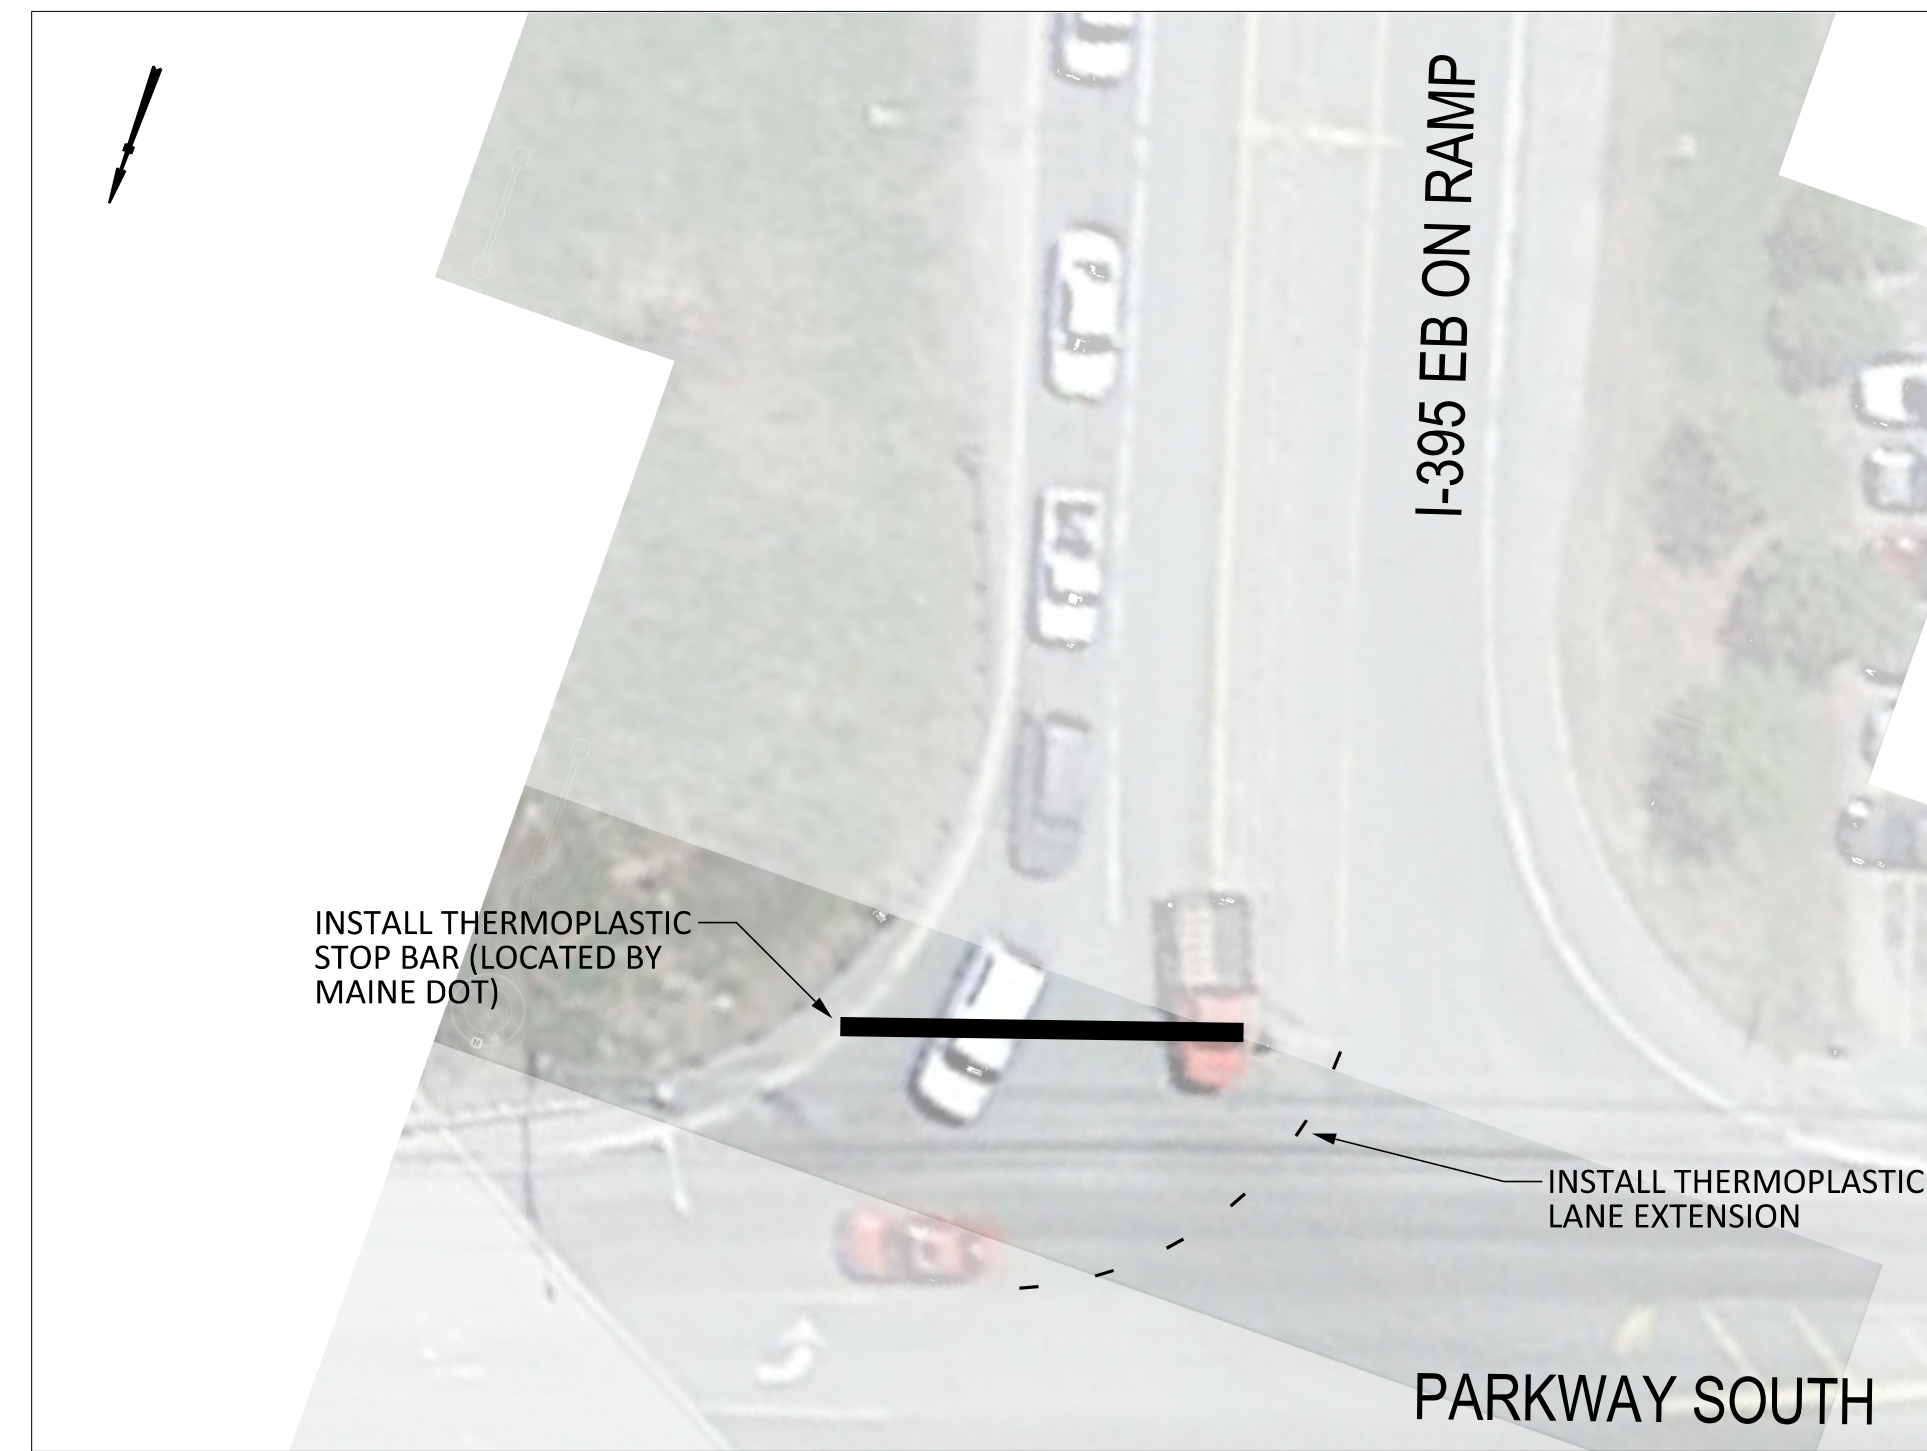 I-395 EB ON RAMP
INSTALL THERMOPLASTIC
STOP BAR (LOCATED BY
MAINE DOT)
INSTALL THERMOPLASTIC
LANE EXTENSION
PARKWAY SOUTH